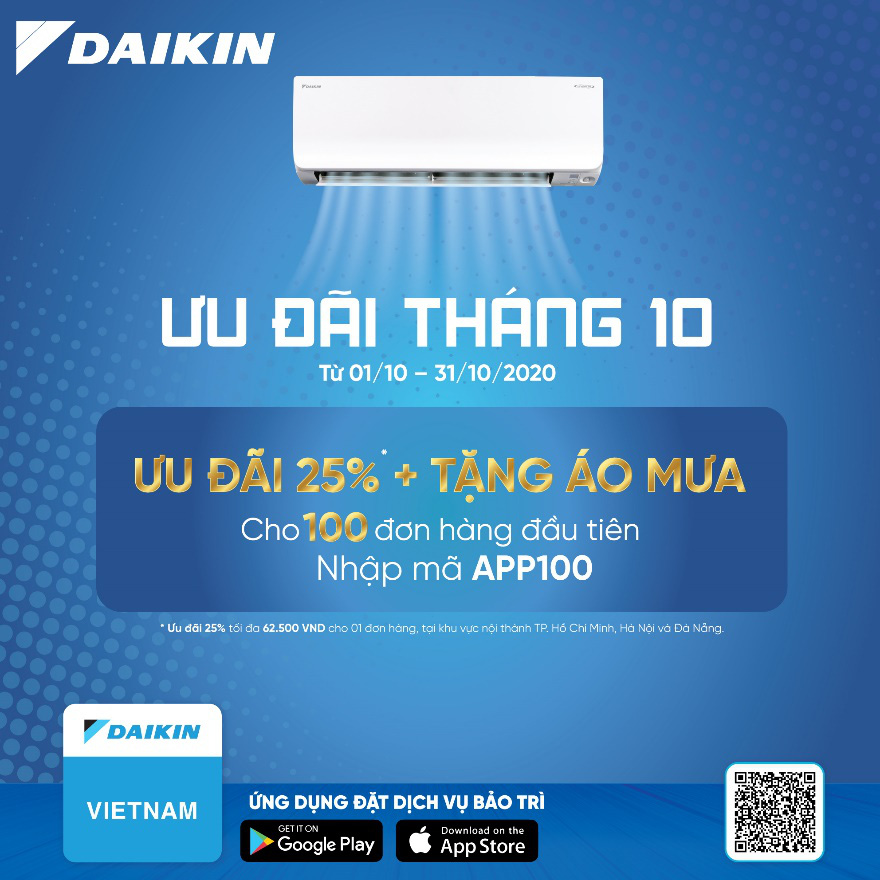 DAIKIN
DAIKIN
ƯU ĐÃI THÁNG 10
Từ 01/10 – 31/10/2020
ƯU ĐÃI 25%* + TẶNG ÁO MƯA
Cho 100 đơn hàng đầu tiên
Nhập mã APP100
* Ưu đãi 25% tối đa 62.500 VND cho 01 đơn hàng, tại khu vực nội thành TP. Hồ Chí Minh, Hà Nội và Đà Nẵng.
DAIKIN
VIETNAM
ỨNG DỤNG ĐẶT DỊCH VỤ BẢO TRÌ
GET IT ON
Google Play
Download on the
App Store